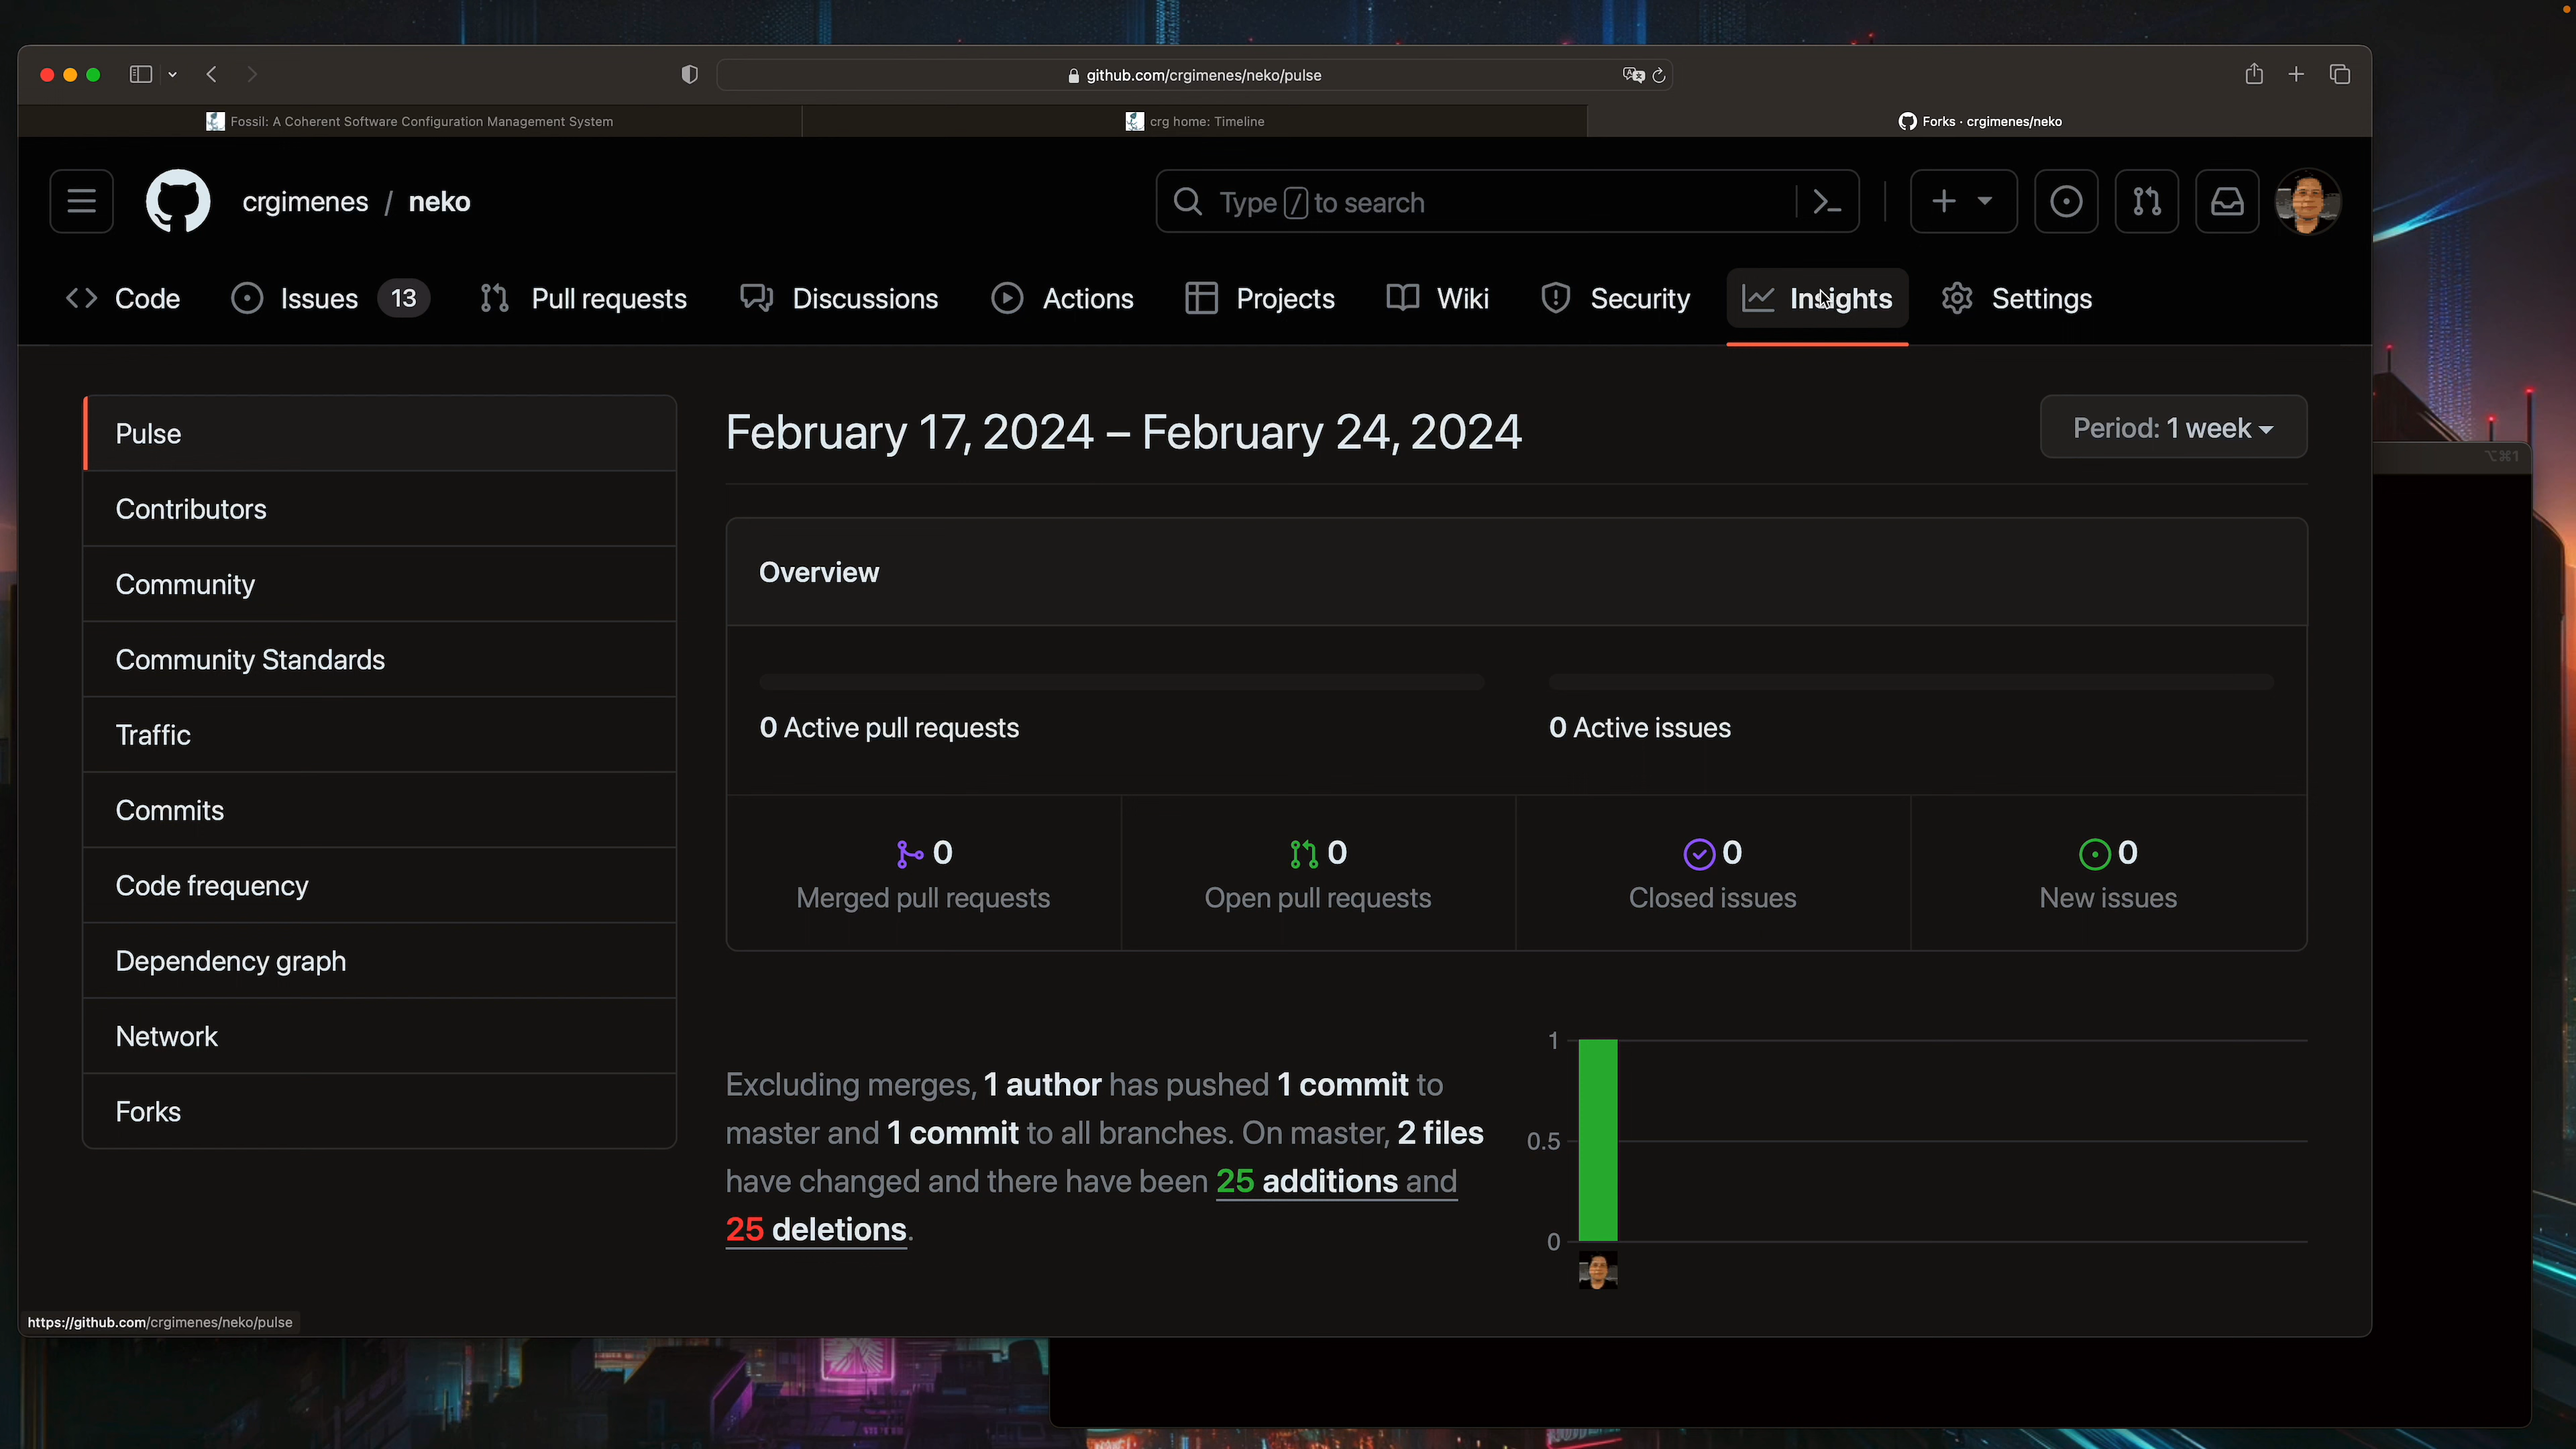 github.com/crgimenes/neko/pulse
Fossil: A Coherent Software Configuration Management System
crg home: Timeline
Forks · crgimenes/neko
crgimenes / neko
Type / to search
Code
Issues 13
Pull requests
Discussions
Actions
Projects
Wiki
Security
Insights
Settings
Pulse
Contributors
Community
Community Standards
Traffic
Commits
Code frequency
Dependency graph
Network
Forks
February 17, 2024 – February 24, 2024
Period: 1 week
⌥⌘1
Overview
0 Active pull requests
0 Active issues
0
Merged pull requests
0
Open pull requests
0
Closed issues
0
New issues
Excluding merges, 1 author has pushed 1 commit to
master and 1 commit to all branches. On master, 2 files
have changed and there have been 25 additions and
25 deletions.
1
0.5
0
https://github.com/crgimenes/neko/pulse